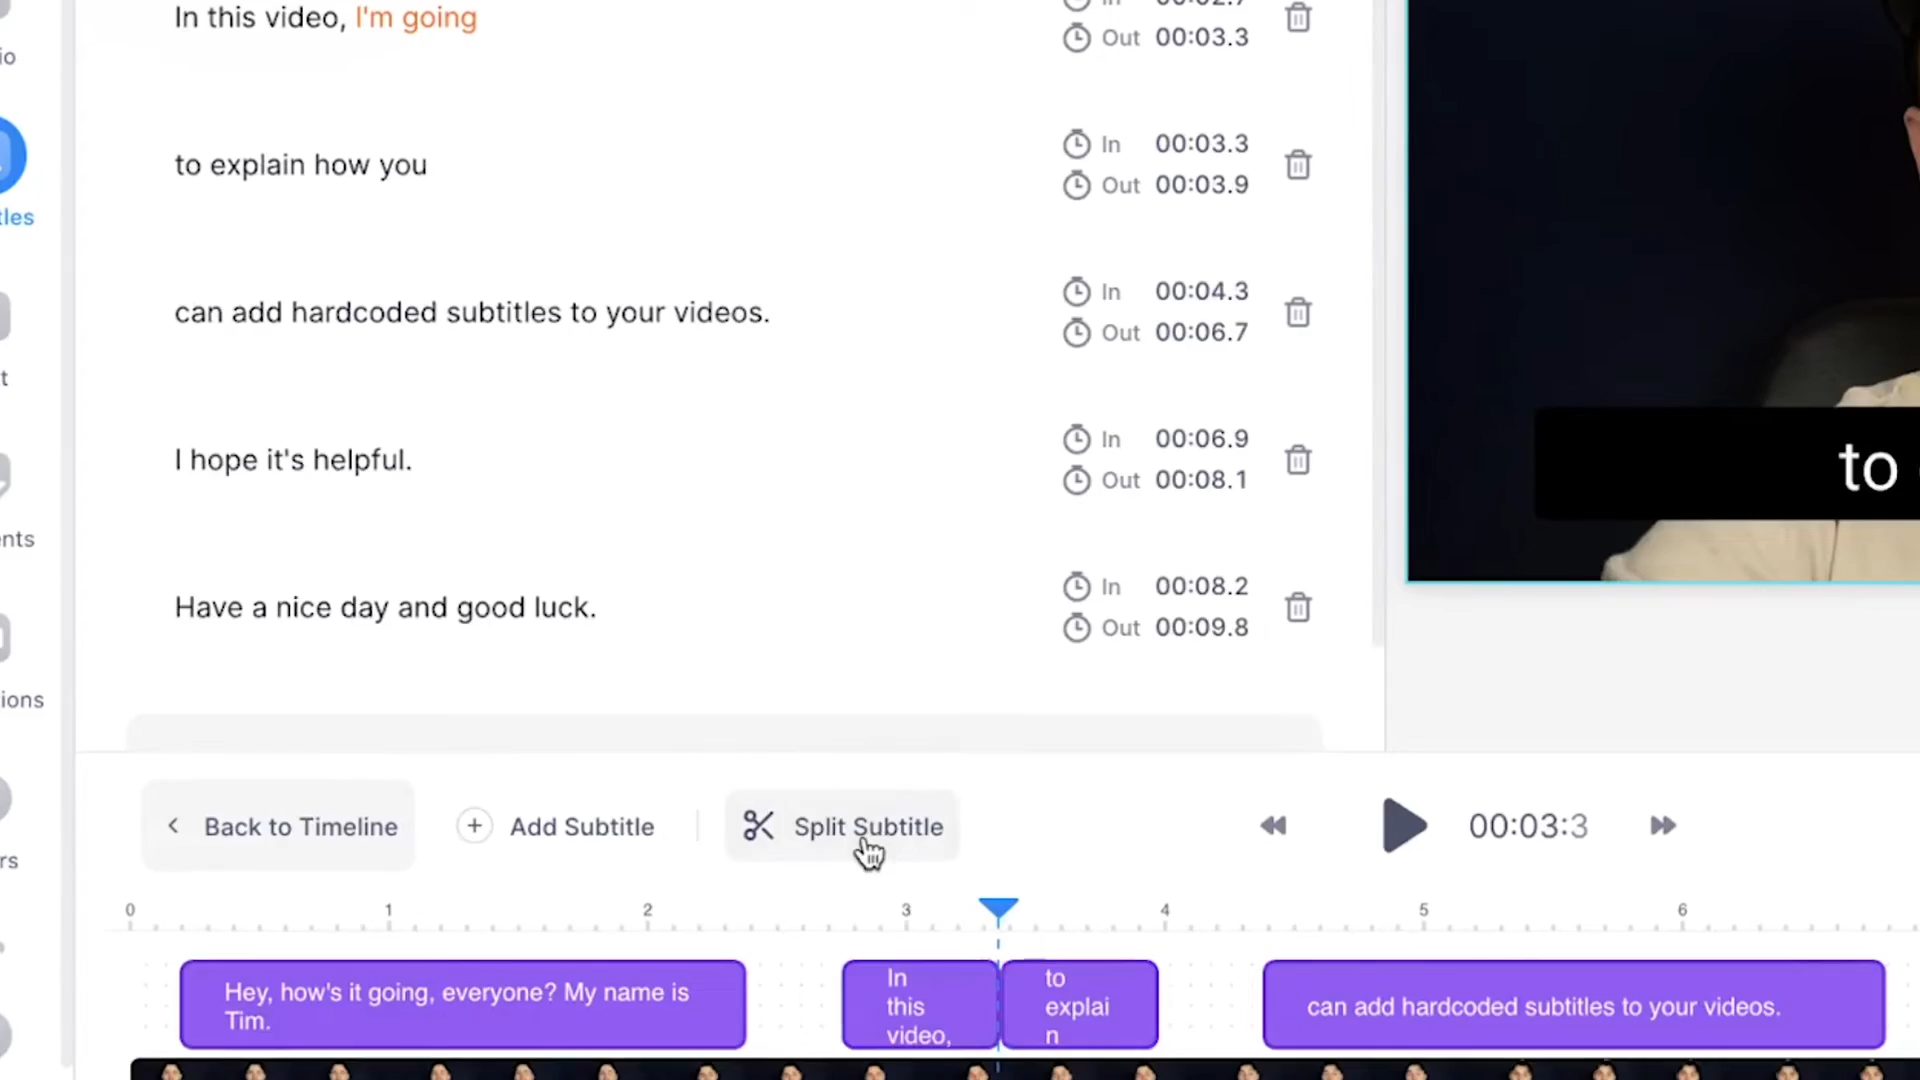 In this video, I'm going
Out 00:03.3
io
to explain how you
In 00:03.3
Out 00:03.9
tles
can add hardcoded subtitles to your videos.
In 00:04.3
Out 00:06.7
t
I hope it's helpful.
In 00:06.9
Out 00:08.1
ents
Have a nice day and good luck.
In 00:08.2
Out 00:09.8
to
ions
Back to Timeline
Add Subtitle
Split Subtitle
00:03:3
rs
0 1 2 3 4 5 6
Hey, how's it going, everyone? My name is
Tim.
In
this
video,
to
explai
n
can add hardcoded subtitles to your videos.